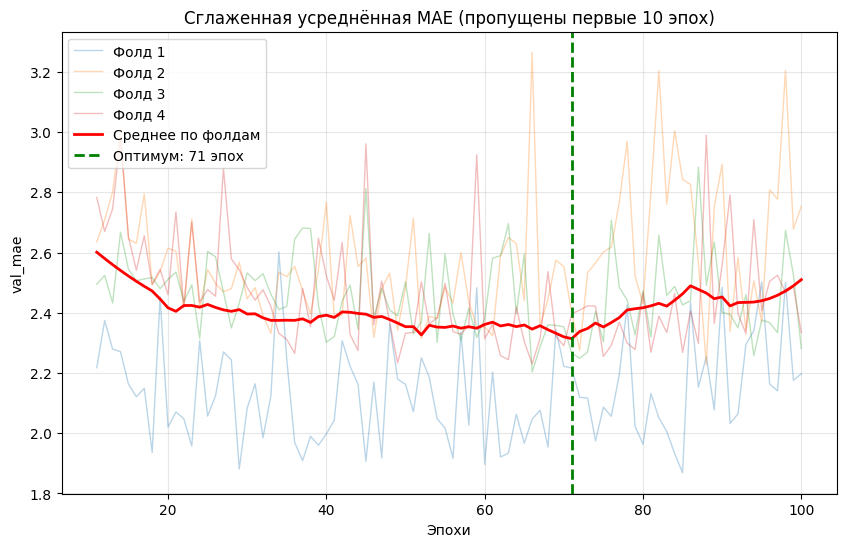 Сглаженная усреднённая MAE (пропущены первые 10 эпох)
Фолд 1
Фолд 2
Фолд 3
Фолд 4
Среднее по фолдам
Оптимум: 71 эпох
val_mae
3.2
3.0
2.8
2.6
2.4
2.2
2.0
1.8
20 40 60 80 100
Эпохи